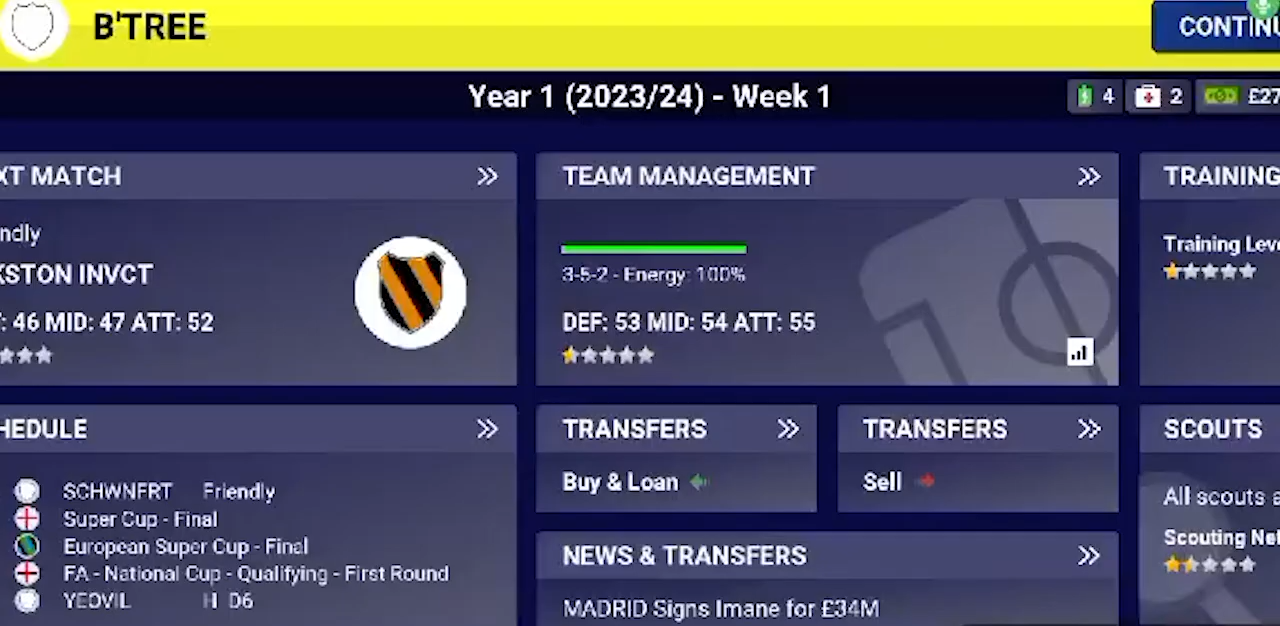 B'TREE
CONTINU
Year 1 (2023/24) - Week 1
4
2
£27
XT MATCH
ndly
KSTON INVCT
: 46 MID: 47 ATT: 52
TEAM MANAGEMENT
3-5-2 - Energy: 100%
DEF: 53 MID: 54 ATT: 55
TRAINING
Training Leve
HEDULE
SCHWNFRT Friendly
Super Cup - Final
European Super Cup - Final
FA - National Cup - Qualifying - First Round
YEOVIL H D6
TRANSFERS
Buy & Loan
TRANSFERS
Sell
NEWS & TRANSFERS
MADRID Signs Imane for £34M
SCOUTS
All scouts a
Scouting Net